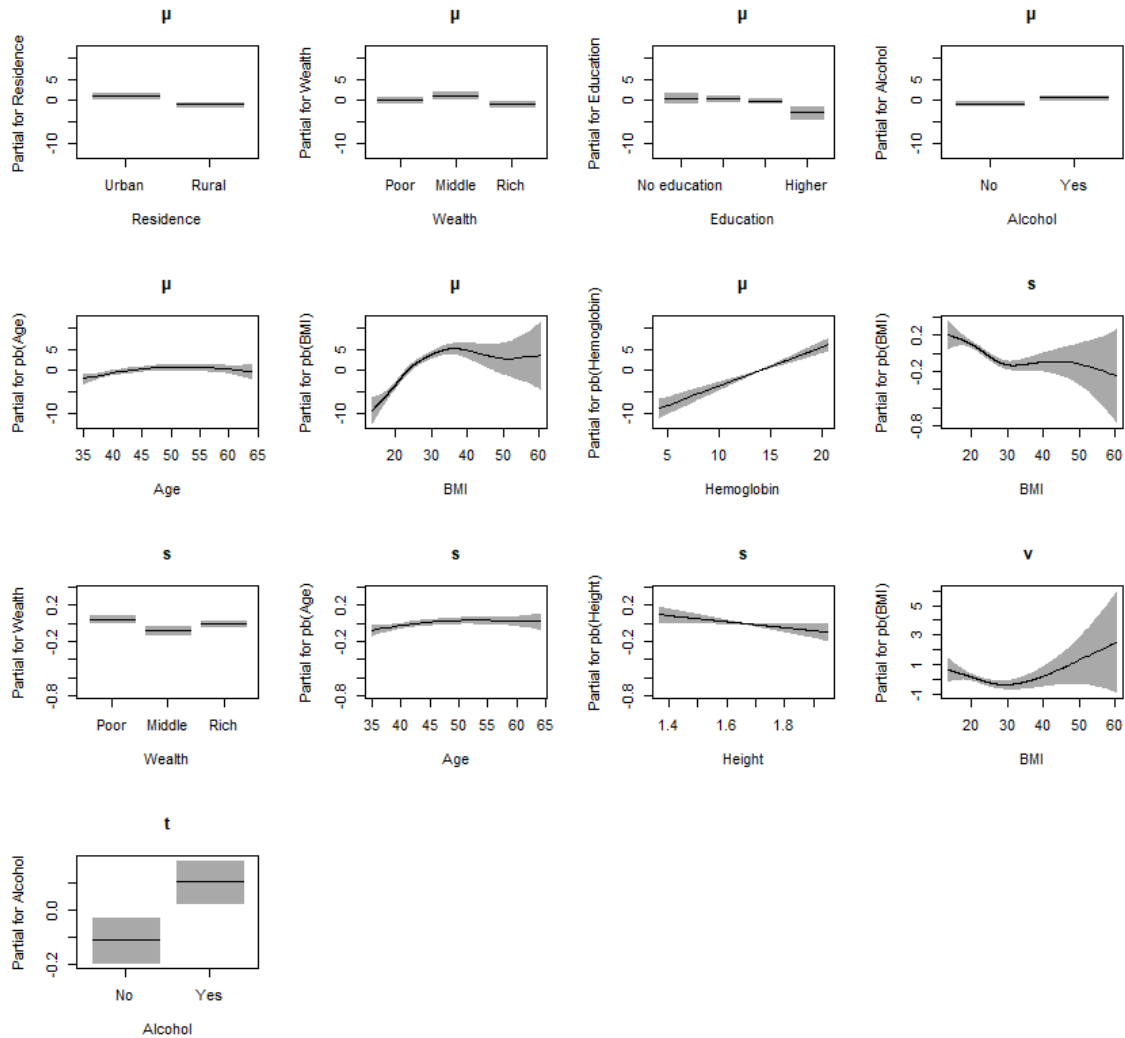 μ
Partial for Residence
5
0
-10
Urban Rural
Residence
μ
Partial for Wealth
5
0
-10
Poor Middle Rich
Wealth
μ
Partial for Education
5
0
-10
No education Higher
Education
μ
Partial for Alcohol
5
0
-10
No Yes
Alcohol
μ
Partial for pb(Age)
5
0
-10
35 40 45 50 55 60 65
Age
μ
Partial for pb(BMI)
5
0
-10
20 30 40 50 60
BMI
μ
Partial for pb(Hemoglobin)
5
0
-10
5 10 15 20
Hemoglobin
s
Partial for pb(BMI)
0.2
-0.2
-0.8
20 30 40 50 60
BMI
s
Partial for Wealth
0.2
-0.2
-0.8
Poor Middle Rich
Wealth
s
Partial for pb(Age)
0.2
-0.2
-0.8
35 40 45 50 55 60 65
Age
s
Partial for pb(Height)
0.2
-0.2
-0.8
1.4 1.6 1.8
Height
v
Partial for pb(BMI)
5
3
1
-1
20 30 40 50 60
BMI
t
Partial for Alcohol
0.0
-0.2
No Yes
Alcohol